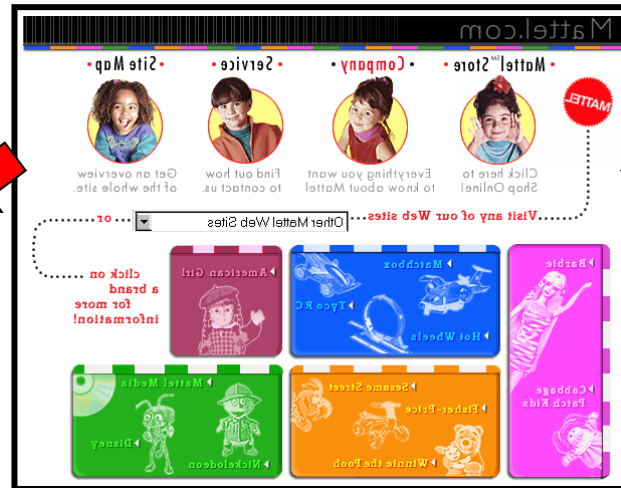 Mattel.com
MATTEL
• Mattel℠ Store •
Click here to
Shop Online!
• Company •
Everything you want
to know about Mattel
• Service •
Find out how
to contact us.
• Site Map •
Get an overview
of the whole site.
Visit any of our Web sites
Other Mattel Web Sites
or
click on
a brand
for more
information!
Barbie
Cabbage
Patch Kids
Matchbox
Tyco RC
Hot Wheels
American Girl
Sesame Street
Fisher-Price
Winnie the Pooh
Mattel Media
Disney
Nickelodeon